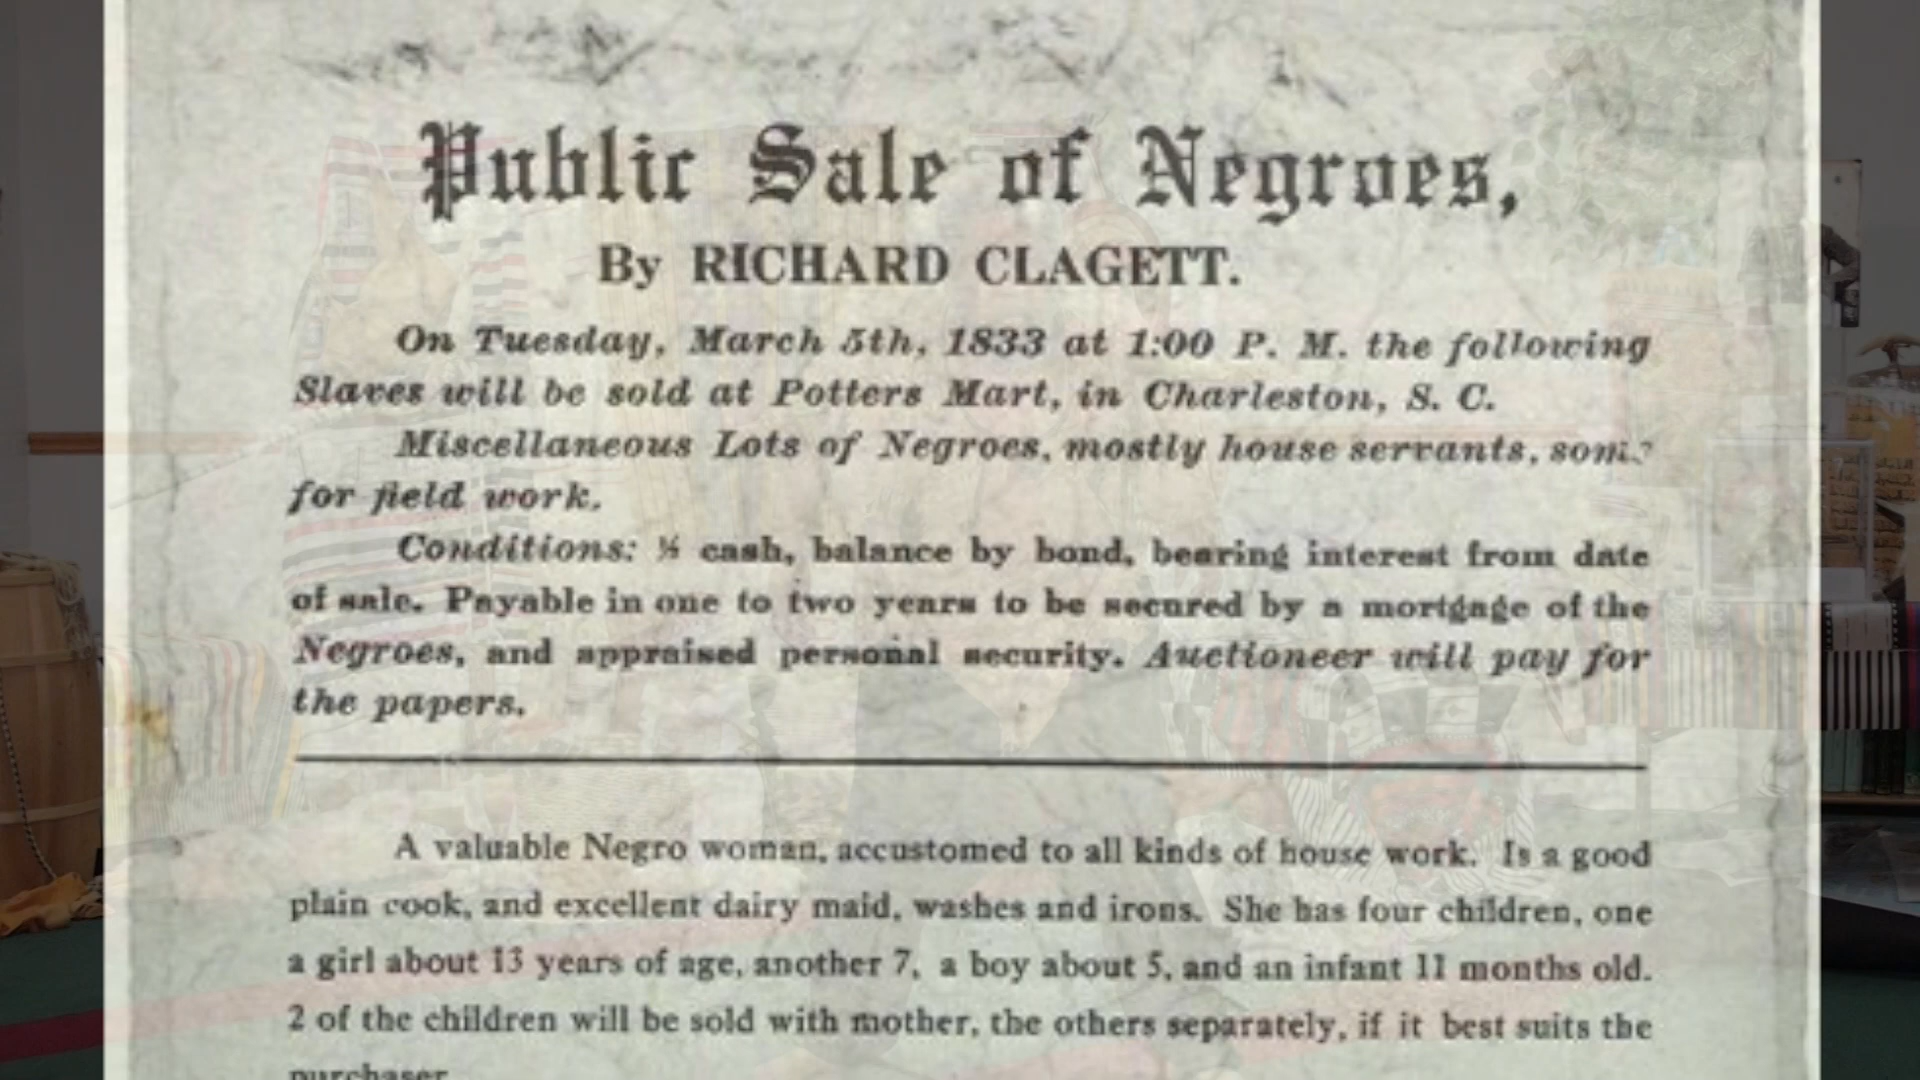 Public Sale of Negroes,
By RICHARD CLAGETT.
On Tuesday, March 5th, 1833 at 1:00 P. M. the following
Slaves will be sold at Potters Mart, in Charleston, S. C.
Miscellaneous Lots of Negroes, mostly house servants, some
for field work.
Conditions: ½ cash, balance by bond, bearing interest from date
of sale. Payable in one to two years to be secured by a mortgage of the
Negroes, and appraised personal security. Auctioneer will pay for
the papers.
A valuable Negro woman, accustomed to all kinds of house work. Is a good
plain cook, and excellent dairy maid, washes and irons. She has four children, one
a girl about 13 years of age, another 7, a boy about 5, and an infant 11 months old.
2 of the children will be sold with mother, the others separately, if it best suits the
purchaser